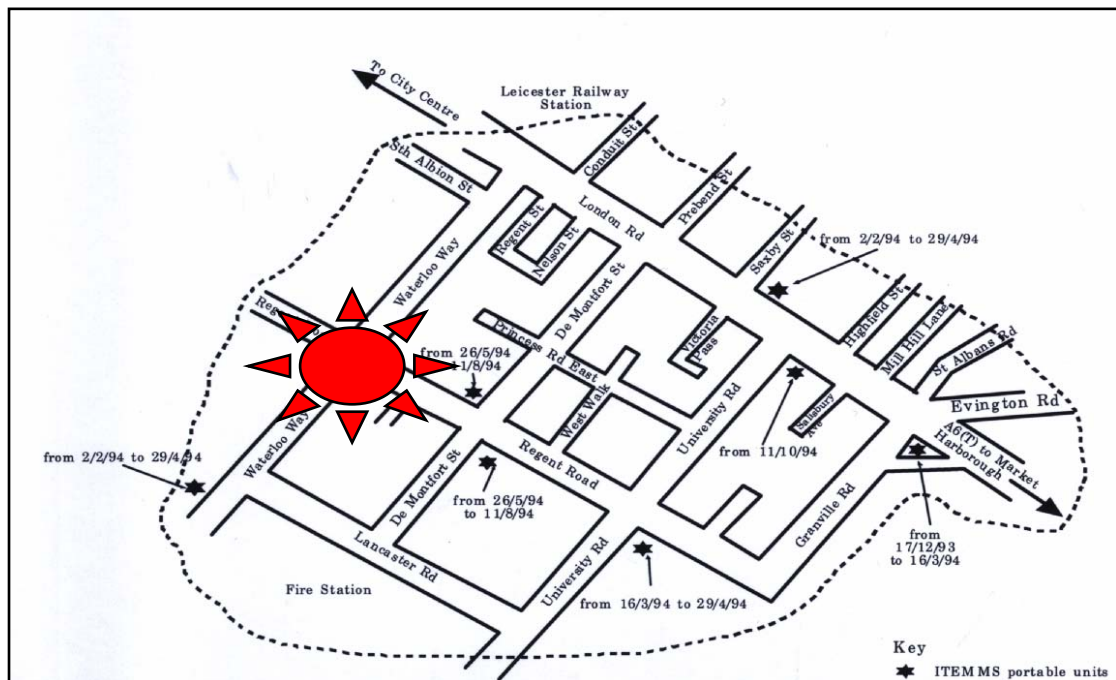 To City Centre
Leicester Railway
Station
Conduit St
Sth Albion St
Prebend St
London Rd
Saxby St
from 2/2/94 to 29/4/94
Regent St
Nelson St
Waterloo Way
De Montfort St
Highfield St
Mill Hill Lane
St Albans Rd
Princess Rd East
Victoria
Pass
Evington Rd
from 26/5/94
1/8/94
West Walk
University Rd
Salisbury
Ave
A6(T) to Market
Harborough
Waterloo Way
from 2/2/94 to 29/4/94
from 11/10/94
Regent Road
De Montfort St
from 26/5/94
to 11/8/94
Granville Rd
from
17/12/93
to 16/3/94
Lancaster Rd
University Rd
Fire Station
from 16/3/94 to 29/4/94
Key
ITEMMS portable units